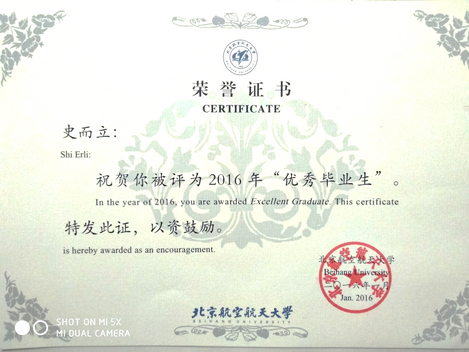 荣誉证书
CERTIFICATE
史而立：
Shi Erli:
祝贺你被评为2016年“优秀毕业生”。
In the year of 2016, you are awarded Excellent Graduate. This certificate
特发此证，以资鼓励。
is hereby awarded as an encouragement.
北京航空航天大学
Beihang University
二〇一六年一月
Jan. 2016
北京航空航天大学
BEIHANG UNIVERSITY
SHOT ON MI 5X
MI DUAL CAMERA